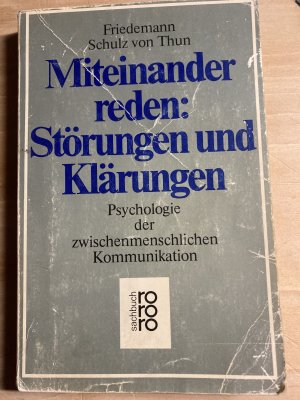 Friedemann
Schulz von Thun
Miteinander
reden:
Störungen und
Klärungen
Psychologie
der
zwischenmenschlichen
Kommunikation
sachbuch
ro
ro
ro